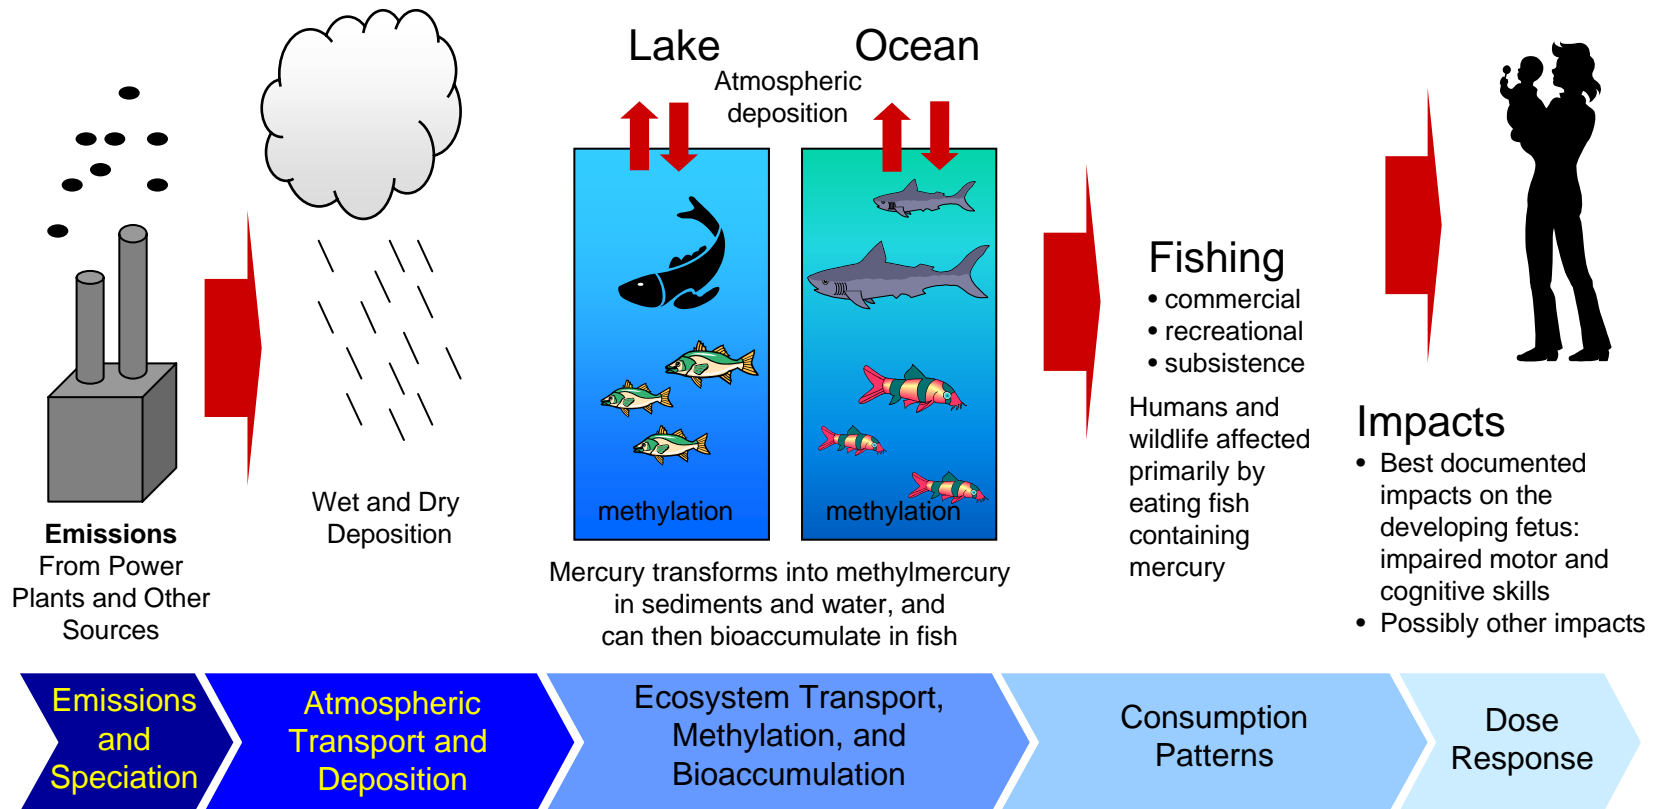 Emissions
From Power
Plants and Other
Sources
Wet and Dry
Deposition
Lake
Ocean
Atmospheric
deposition
methylation
methylation
Mercury transforms into methylmercury
in sediments and water, and
can then bioaccumulate in fish
Fishing
• commercial
• recreational
• subsistence
Humans and
wildlife affected
primarily by
eating fish
containing
mercury
Impacts
• Best documented
impacts on the
developing fetus:
impaired motor and
cognitive skills
• Possibly other impacts
Emissions
and
Speciation
Atmospheric
Transport and
Deposition
Ecosystem Transport,
Methylation, and
Bioaccumulation
Consumption
Patterns
Dose
Response